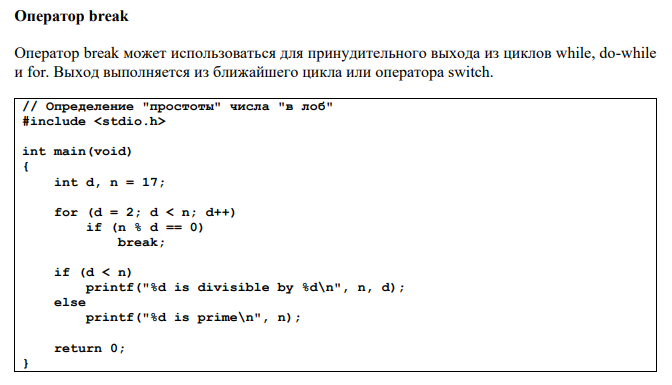 Оператор break
Оператор break может использоваться для принудительного выхода из циклов while, do-while
и for. Выход выполняется из ближайшего цикла или оператора switch.
// Определение "простоты" числа "в лоб"
#include <stdio.h>
int main(void)
{
    int d, n = 17;
    for (d = 2; d < n; d++)
        if (n % d == 0)
            break;
    if (d < n)
        printf("%d is divisible by %d\n", n, d);
    else
        printf("%d is prime\n", n);
    return 0;
}